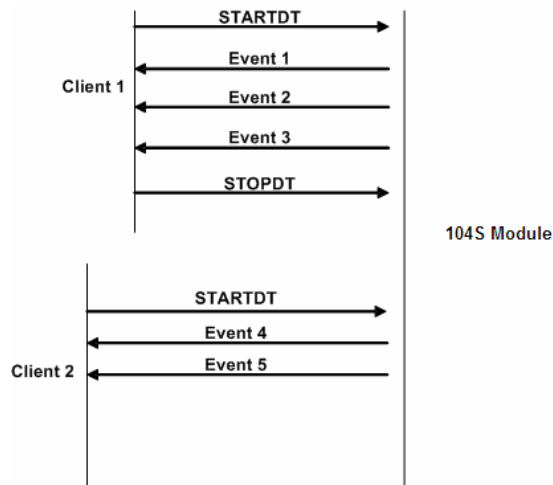 STARTDT
Event 1
Client 1
Event 2
Event 3
STOPDT
104S Module
STARTDT
Event 4
Event 5
Client 2